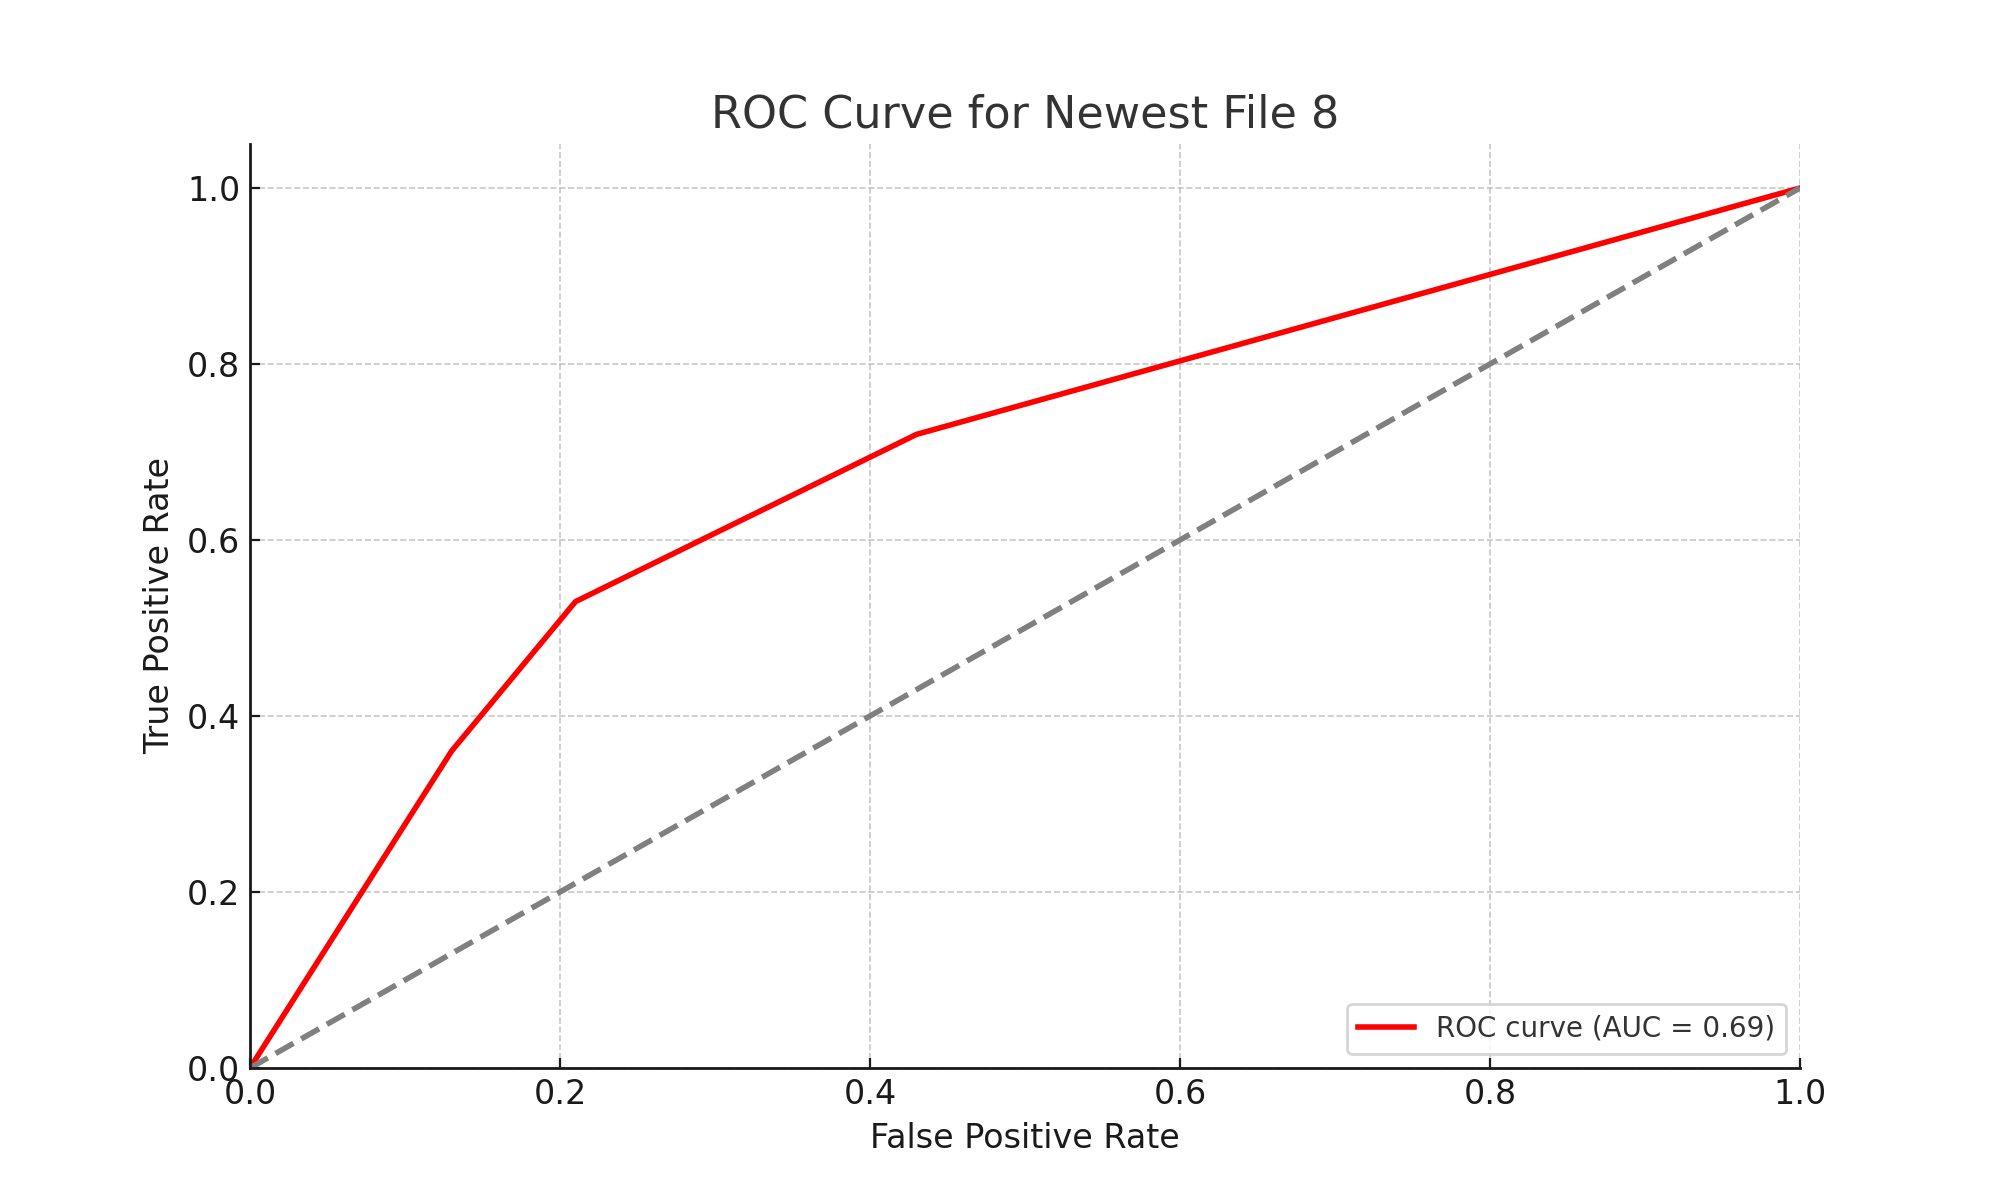 ROC Curve for Newest File 8
1.0
0.8
0.6
0.4
0.2
0.0
True Positive Rate
0.0 0.2 0.4 0.6 0.8 1.0
False Positive Rate
ROC curve (AUC = 0.69)